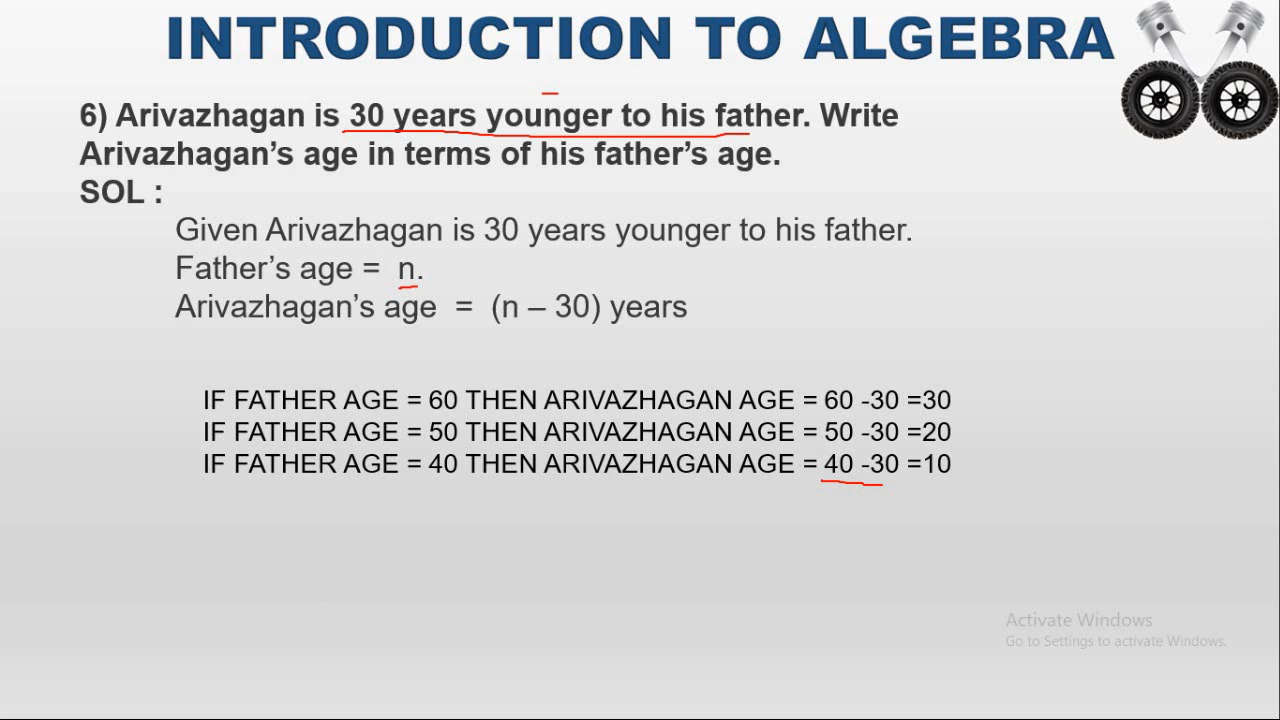 INTRODUCTION TO ALGEBRA
6) Arivazhagan is 30 years younger to his father. Write
Arivazhagan’s age in terms of his father’s age.
SOL :
Given Arivazhagan is 30 years younger to his father.
Father’s age = n.
Arivazhagan’s age = (n – 30) years
IF FATHER AGE = 60 THEN ARIVAZHAGAN AGE = 60 -30 =30
IF FATHER AGE = 50 THEN ARIVAZHAGAN AGE = 50 -30 =20
IF FATHER AGE = 40 THEN ARIVAZHAGAN AGE = 40 -30 =10
Activate Windows
Go to Settings to activate Windows.